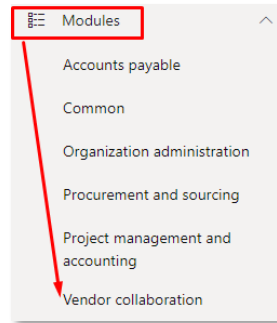 Modules
Accounts payable
Common
Organization administration
Procurement and sourcing
Project management and
accounting
Vendor collaboration